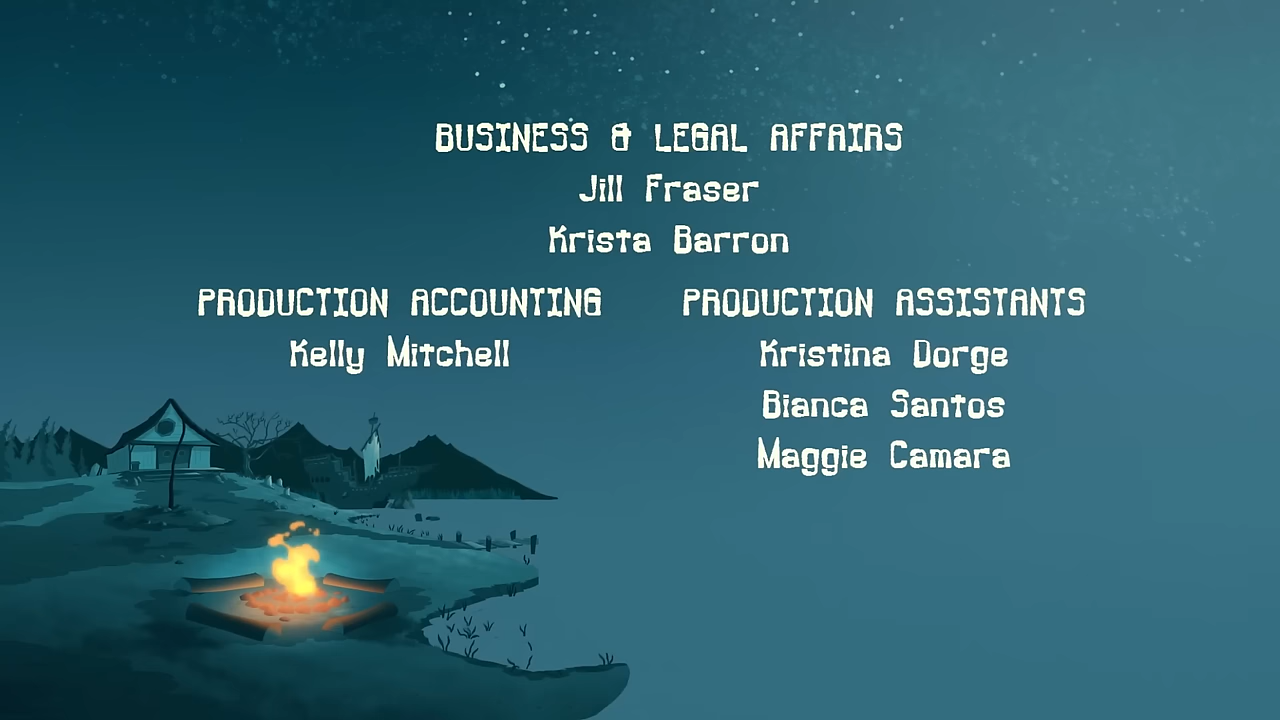 BUSINESS & LEGAL AFFAIRS
Jill Fraser
Krista Barron
PRODUCTION ACCOUNTING
Kelly Mitchell
PRODUCTION ASSISTANTS
Kristina Dorge
Bianca Santos
Maggie Camara